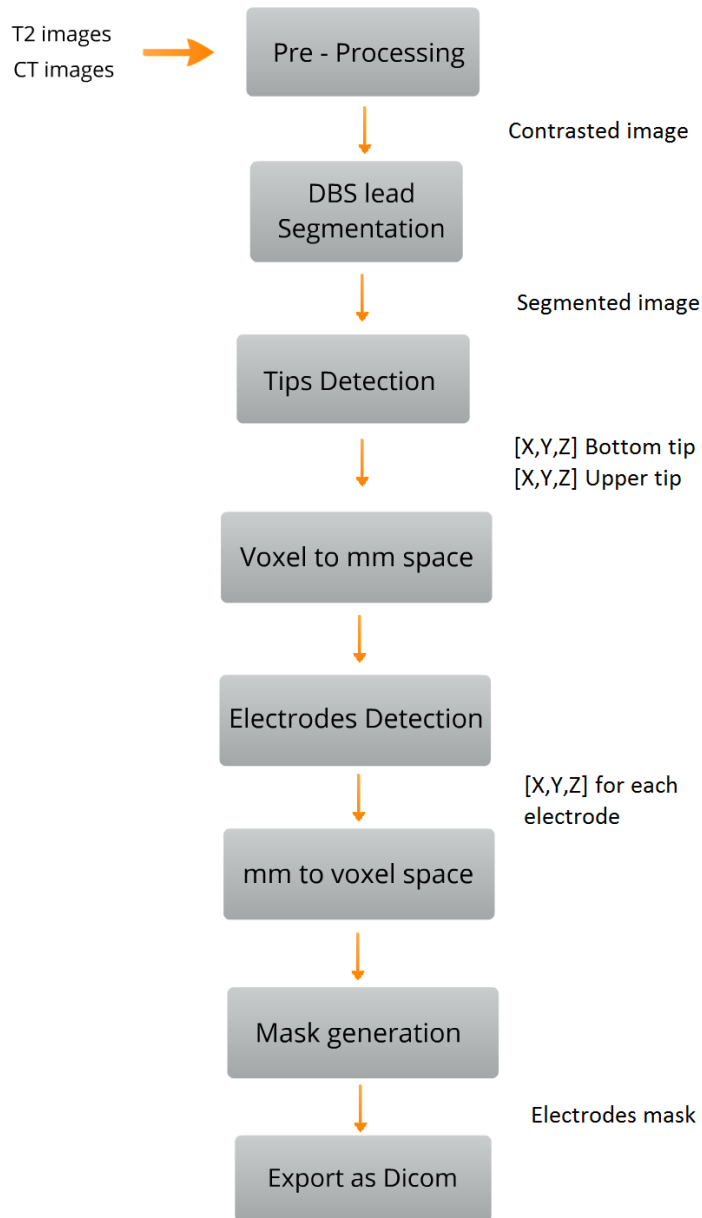 T2 images
CT images
Pre - Processing
Contrasted image
DBS lead
Segmentation
Segmented image
Tips Detection
[X,Y,Z] Bottom tip
[X,Y,Z] Upper tip
Voxel to mm space
Electrodes Detection
[X,Y,Z] for each
electrode
mm to voxel space
Mask generation
Electrodes mask
Export as Dicom